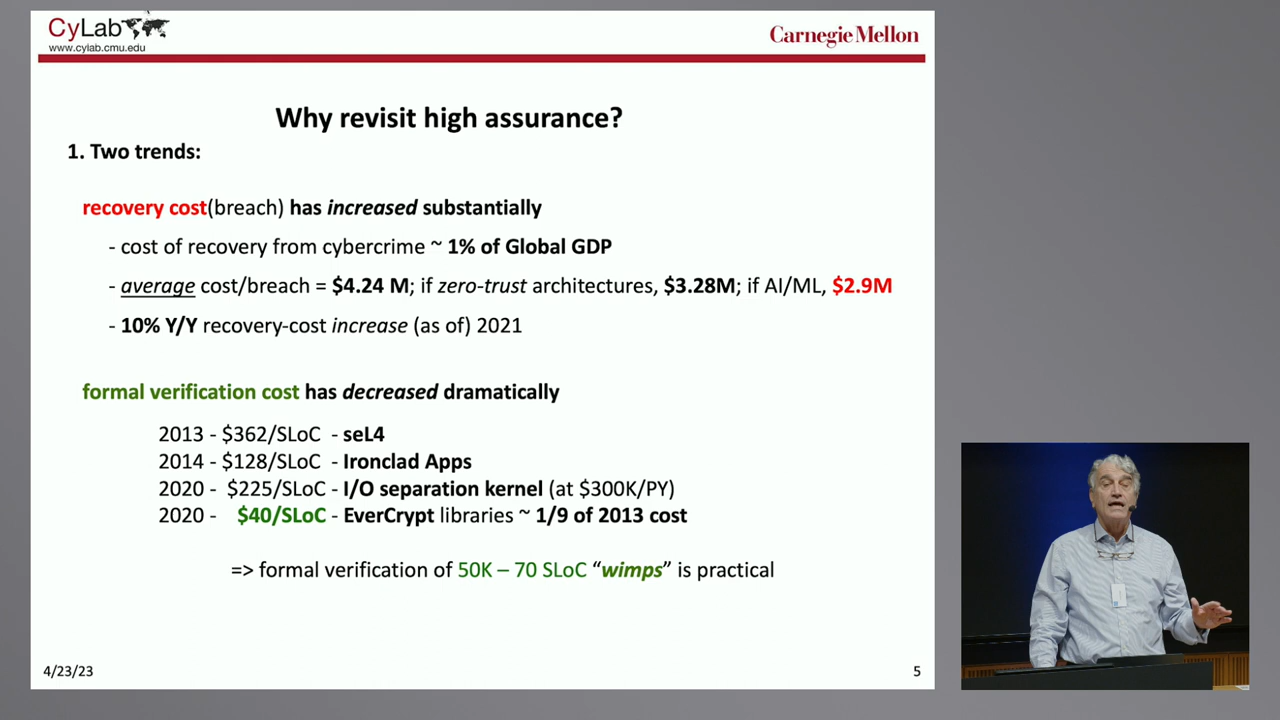 CyLab
www.cylab.cmu.edu
Carnegie Mellon
Why revisit high assurance?
1. Two trends:
recovery cost(breach) has increased substantially
- cost of recovery from cybercrime ~ 1% of Global GDP
- average cost/breach = $4.24 M; if zero-trust architectures, $3.28M; if AI/ML, $2.9M
- 10% Y/Y recovery-cost increase (as of) 2021
formal verification cost has decreased dramatically
2013 - $362/SLoC - seL4
2014 - $128/SLoC - Ironclad Apps
2020 - $225/SLoC - I/O separation kernel (at $300K/PY)
2020 - $40/SLoC - EverCrypt libraries ~ 1/9 of 2013 cost
=> formal verification of 50K – 70 SLoC “wimps” is practical
4/23/23
5